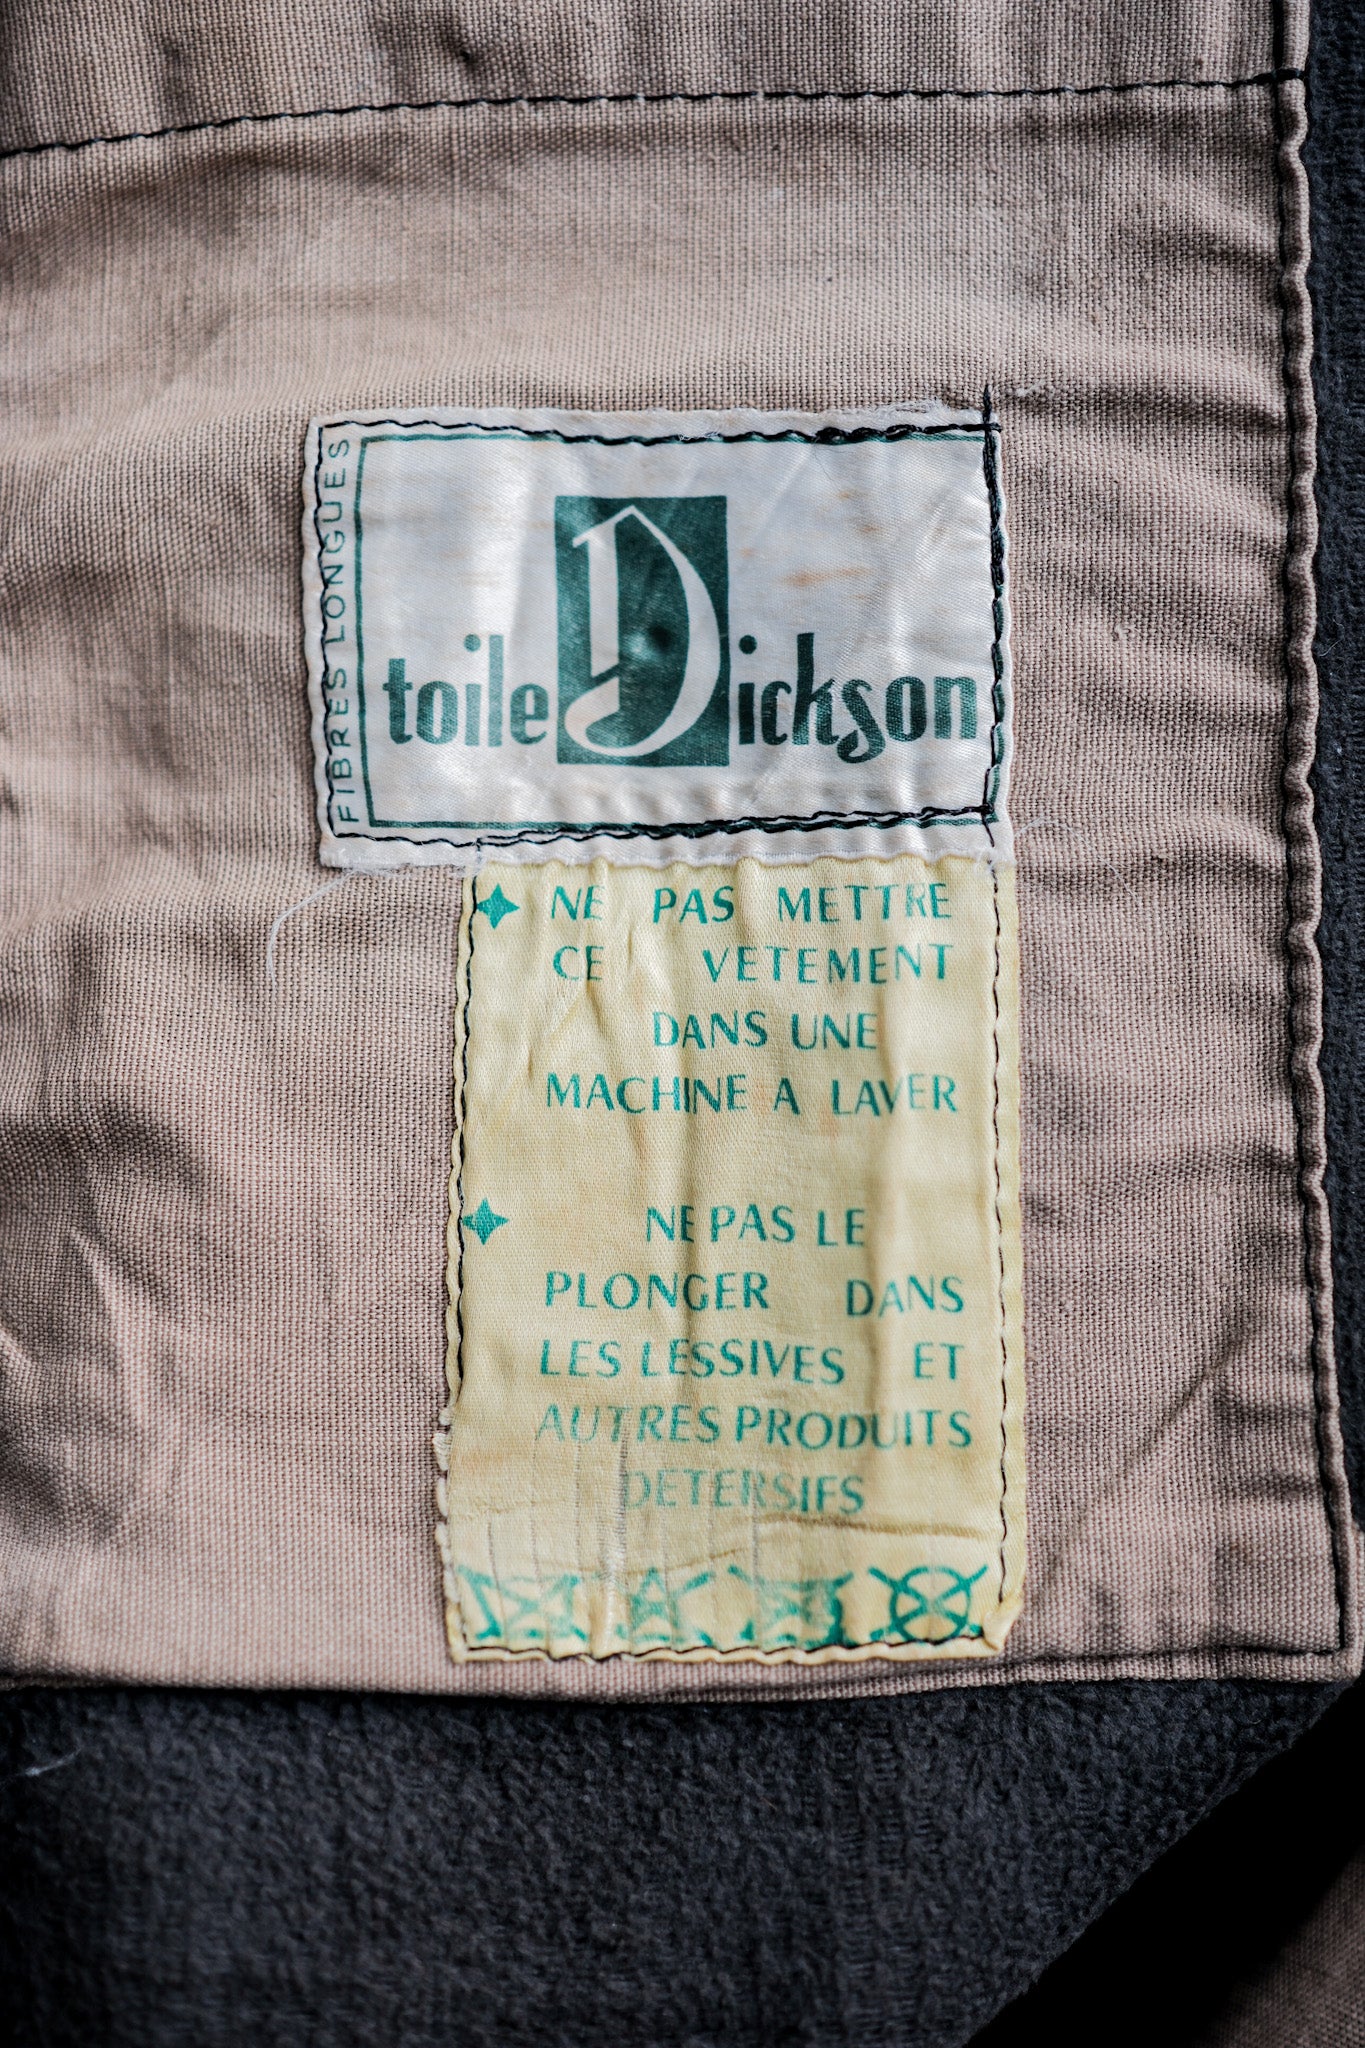 FIBRES LONGUES
toile Dickson
NE PAS METTRE
CE VETEMENT
DANS UNE
MACHINE A LAVER
NE PAS LE
PLONGER DANS
LES LESSIVES ET
AUTRES PRODUITS
DETERSIFS